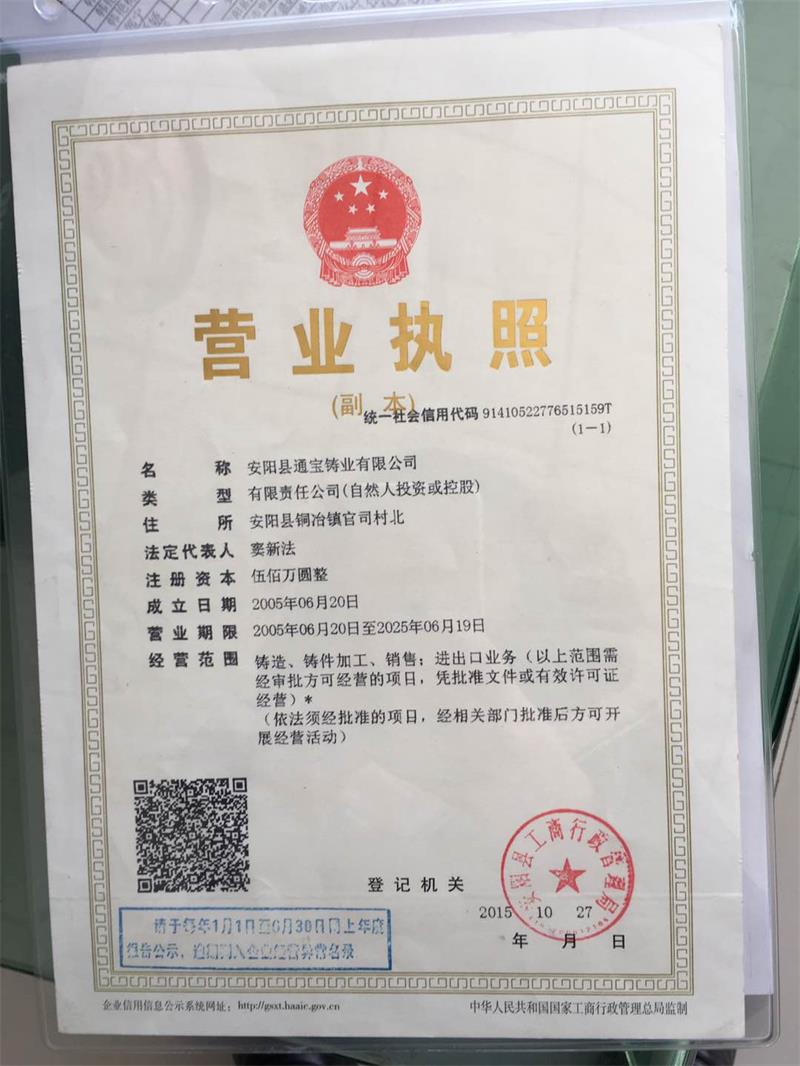 营业执照
(副 本)
统一社会信用代码 91410522776515159T
(1-1)
名 称 安阳县通宝铸业有限公司
类 型 有限责任公司(自然人投资或控股)
住 所 安阳县铜冶镇官司村北
法定代表人 窦新法
注册资本 伍佰万圆整
成立日期 2005年06月20日
营业期限 2005年06月20日至2025年06月19日
经营范围 铸造、铸件加工、销售；进出口业务（以上范围需
经审批方可经营的项目，凭批准文件或有效许可证
经营）*
（依法须经批准的项目，经相关部门批准后方可开
展经营活动）
安阳县工商行政管理局
登记机关
2015 10 27
年 月 日
请于每年1月1日至6月30日网上年度
报告公示，逾期列入企业经营异常名录
企业信用信息公示系统网址：http://gsxt.haaic.gov.cn
中华人民共和国国家工商行政管理总局监制